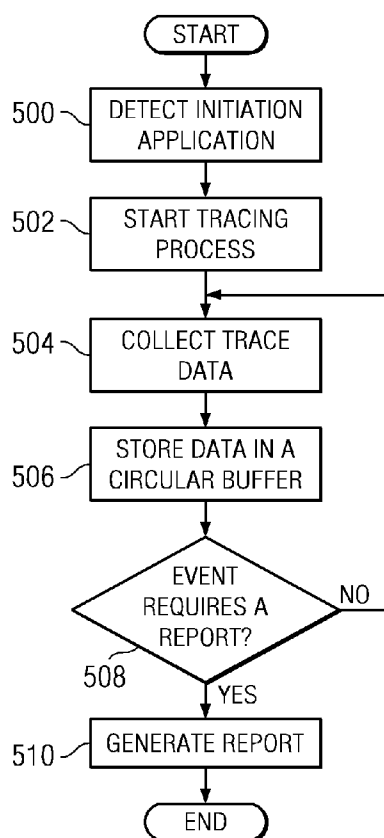 START
500
DETECT INITIATION
APPLICATION
502
START TRACING
PROCESS
504
COLLECT TRACE
DATA
506
STORE DATA IN A
CIRCULAR BUFFER
EVENT
REQUIRES A
REPORT?
NO
508
YES
510
GENERATE REPORT
END